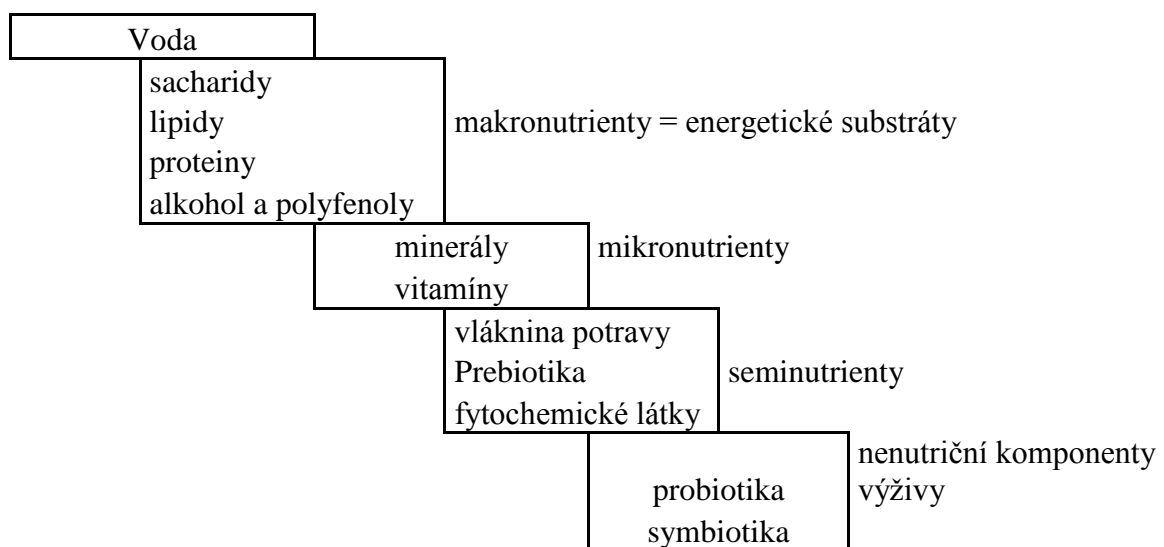 Voda
sacharidy
lipidy
makronutrienty = energetické substráty
proteiny
alkohol a polyfenoly
minerály
mikronutrienty
vitamíny
vláknina potravy
Prebiotika
seminutrienty
fytochemické látky
nenutriční komponenty
výživy
probiotika
symbiotika